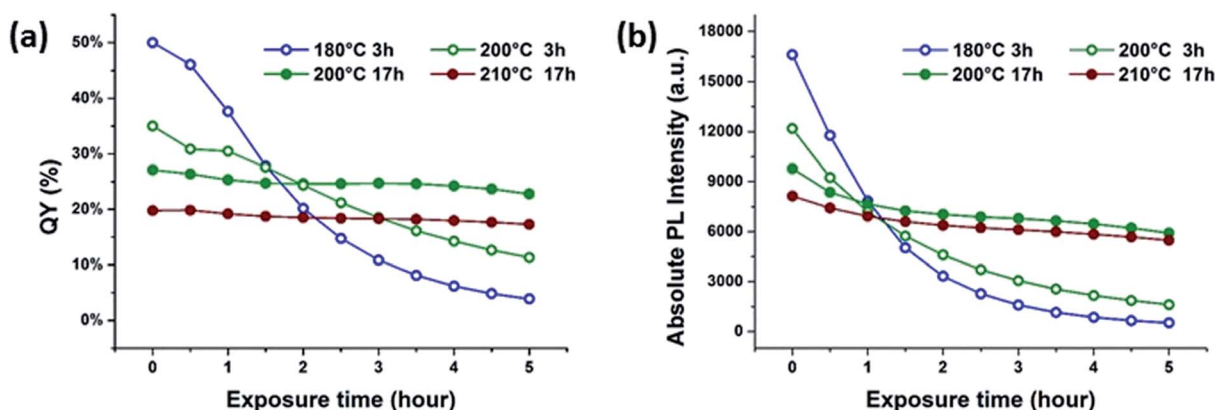 (a)
180°C 3h
200°C 3h
200°C 17h
210°C 17h
50%
40%
30%
20%
10%
0%
QY (%)
0 1 2 3 4 5
Exposure time (hour)
(b)
180°C 3h
200°C 3h
200°C 17h
210°C 17h
18000
15000
12000
9000
6000
3000
0
Absolute PL Intensity (a.u.)
0 1 2 3 4 5
Exposure time (hour)